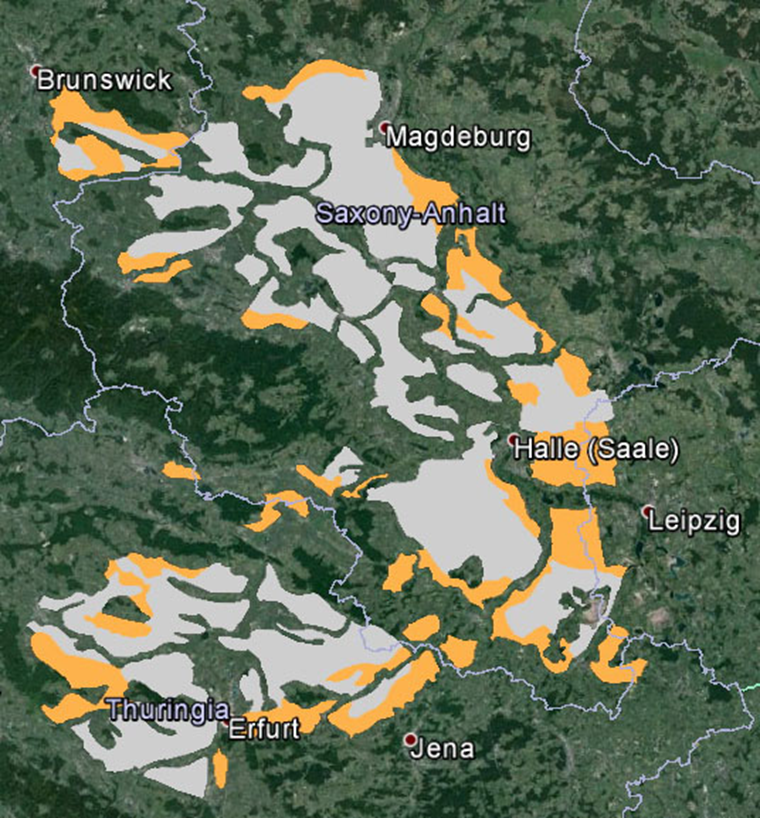 Brunswick
Magdeburg
Saxony-Anhalt
Halle (Saale)
Leipzig
Thuringia
Erfurt
Jena